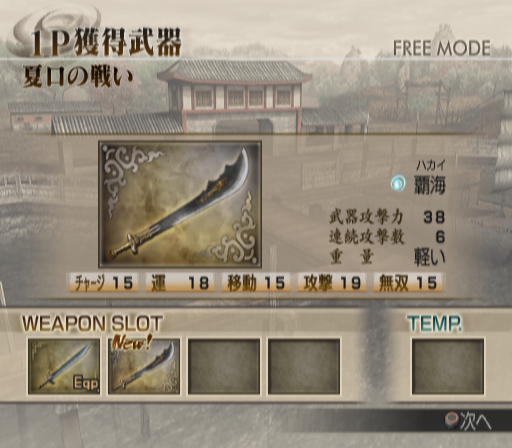 1P獲得武器
FREE MODE
夏口の戦い
ハカイ
覇海
武器攻撃力 38
連続攻撃数 6
重量 軽い
チャージ 15 運 18 移動 15 攻撃 19 無双 15
WEAPON SLOT
TEMP.
New!
Eqp
次へ